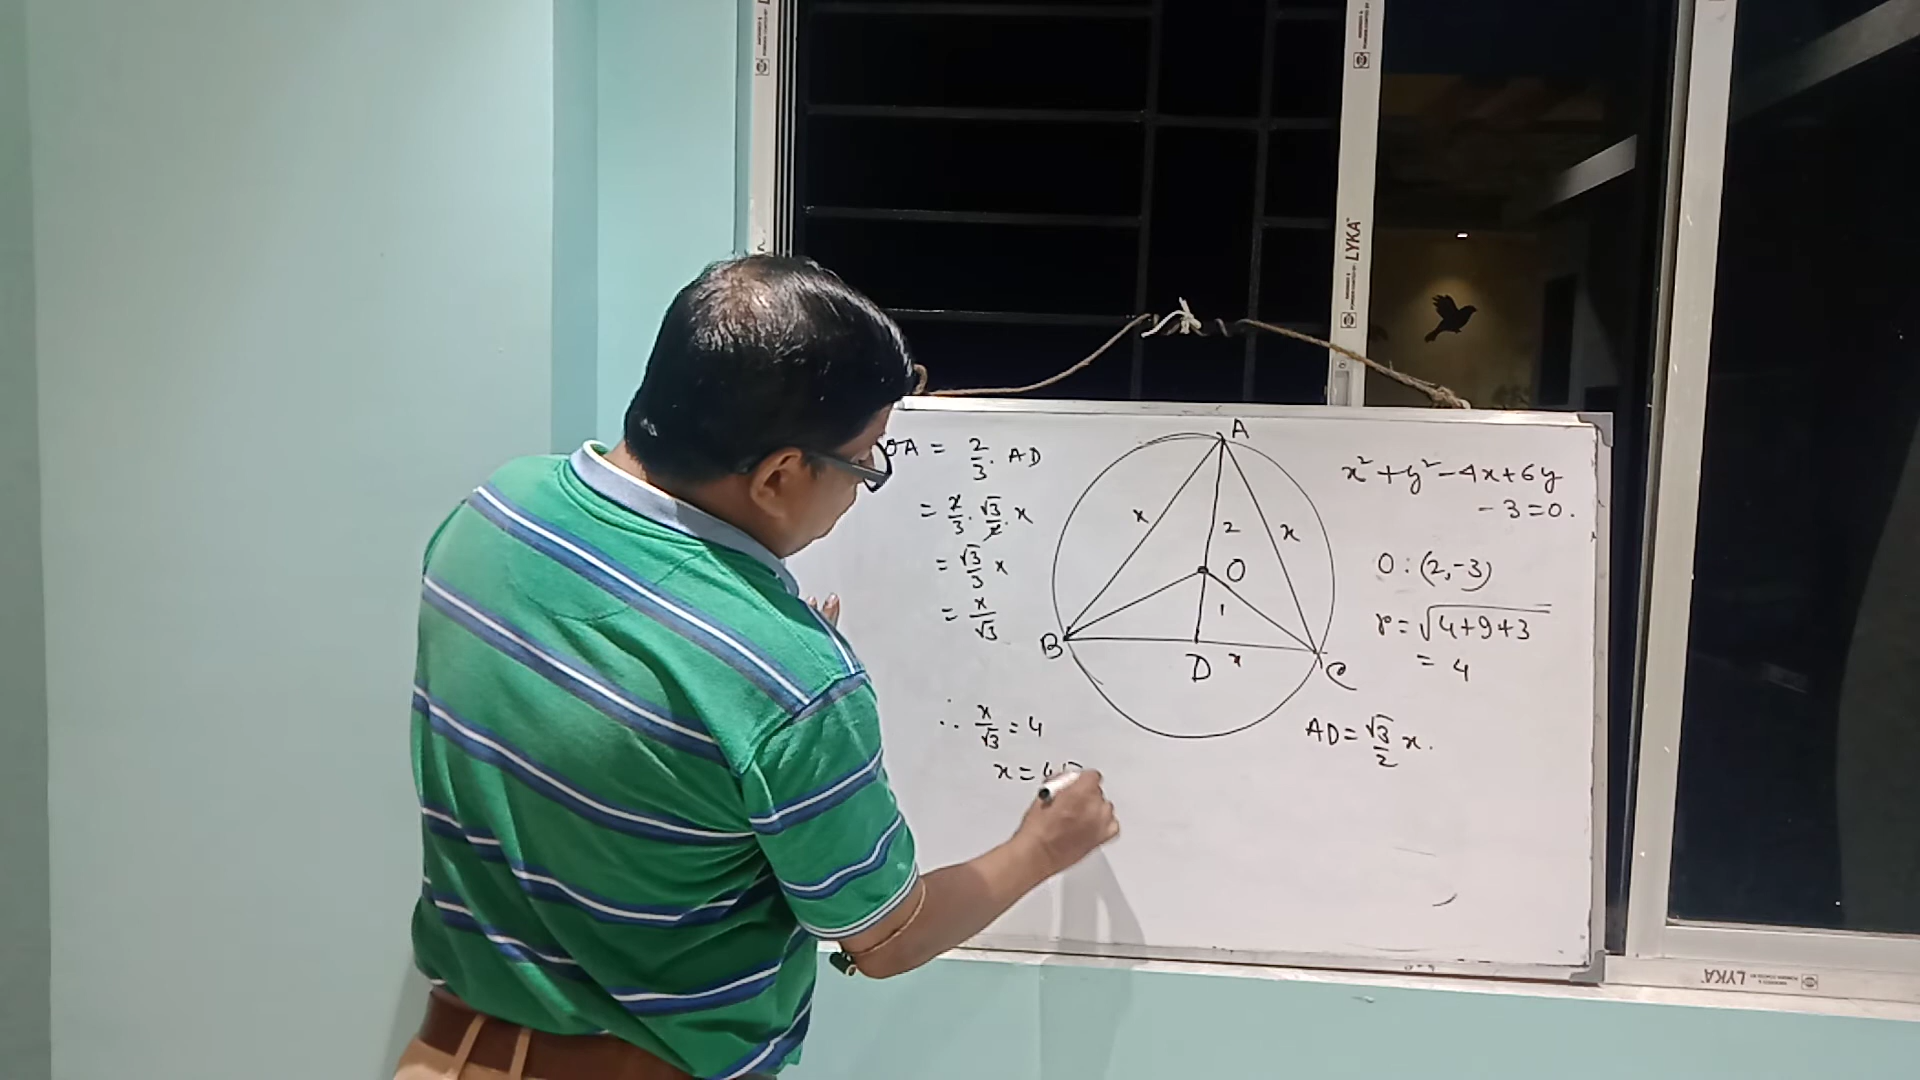 OA = 2/3 . AD
= 2/3 . √3/2 . x
= √3/3 x
= x/√3
∴ x/√3 = 4
x = 4√
A
x
2
x
O
1
B
D
x
C
x² + y² - 4x + 6y
- 3 = 0.
O : (2, -3)
r = √4+9+3
= 4
AD = √3/2 x.
LYKA
LYKA